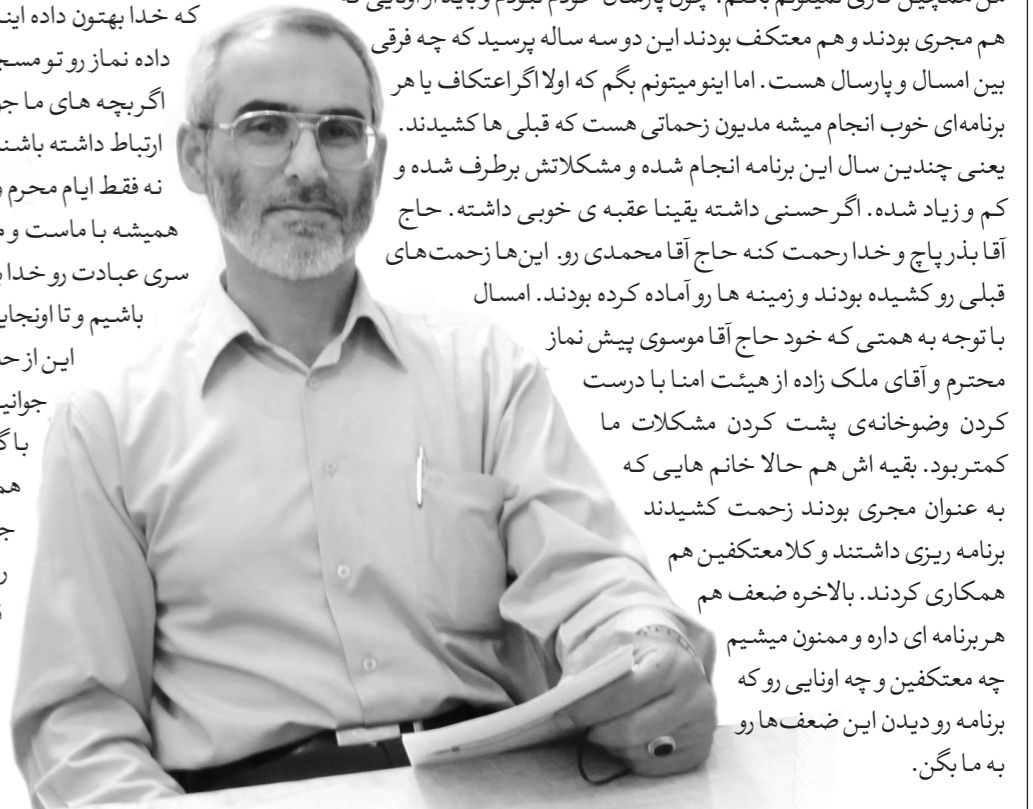 هم مجری بودند و هم معتکف بودند این دو سه ساله پرسید که چه فرقی
بین امسال و پارسال هست. اما اینو میتونم بگم که اولا اگر اعتکاف یا هر
برنامه‌ای خوب انجام میشه مدیون زحماتی هست که قبلی ها کشیدند.
یعنی چندین سال این برنامه انجام شده و مشکلاتش برطرف شده و
کم و زیاد شده. اگر حسنی داشته یقینا عقبه ی خوبی داشته. حاج
آقا بذرپاچ و خدا رحمت کنه حاج آقا محمدی رو. این‌ها زحمت‌های
قبلی رو کشیده بودند و زمینه ها رو آماده کرده بودند. امسال
با توجه به همتی که خود حاج آقا موسوی پیش نماز
محترم و آقای ملک زاده از هیئت امنا با درست
کردن وضوخانه‌ی پشت کردن مشکلات ما
کمتر بود. بقیه اش هم حالا خانم هایی که
به عنوان مجری بودند زحمت کشیدند
برنامه ریزی داشتند و کلا معتکفین هم
همکاری کردند. بالاخره ضعف هم
هر برنامه ای داره و ممنون میشیم
چه معتکفین و چه اونایی رو که
برنامه رو دیدن این ضعف‌ها رو
به ما بگن.
که خدا بهتون داده
داده نماز رو تو
اگر بچه های ما
ارتباط داشته
نه فقط ایام محرم
همیشه با ماست و
سری عبادت رو خدا
باشیم و تا
این از